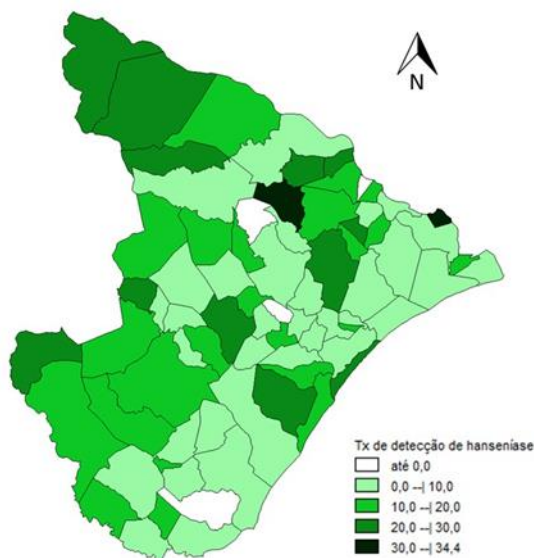 N
Tx de detecção de hanseníase
até 0,0
0,0 --| 10,0
10,0 --| 20,0
20,0 --| 30,0
30,0 --| 34,4